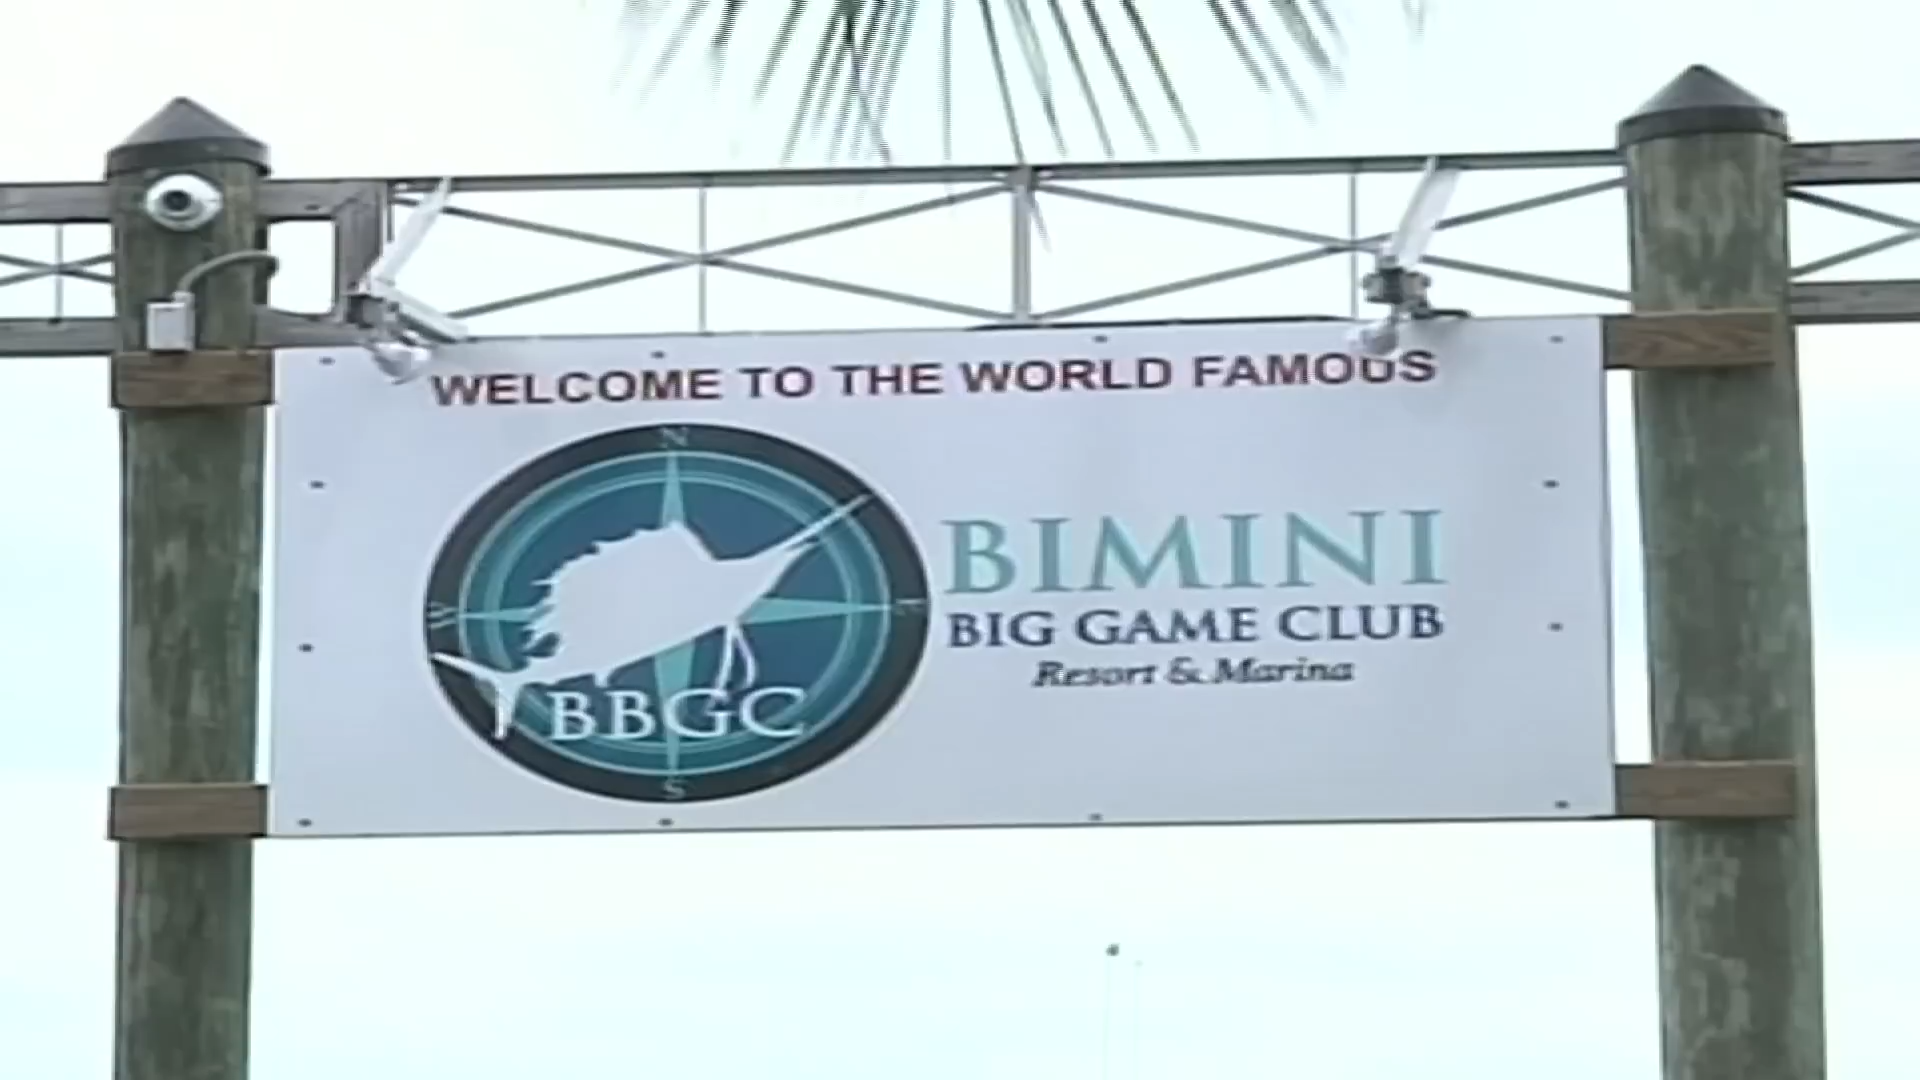 WELCOME TO THE WORLD FAMOUS
N
W
BBGC
S
BIMINI
BIG GAME CLUB
Resort & Marina